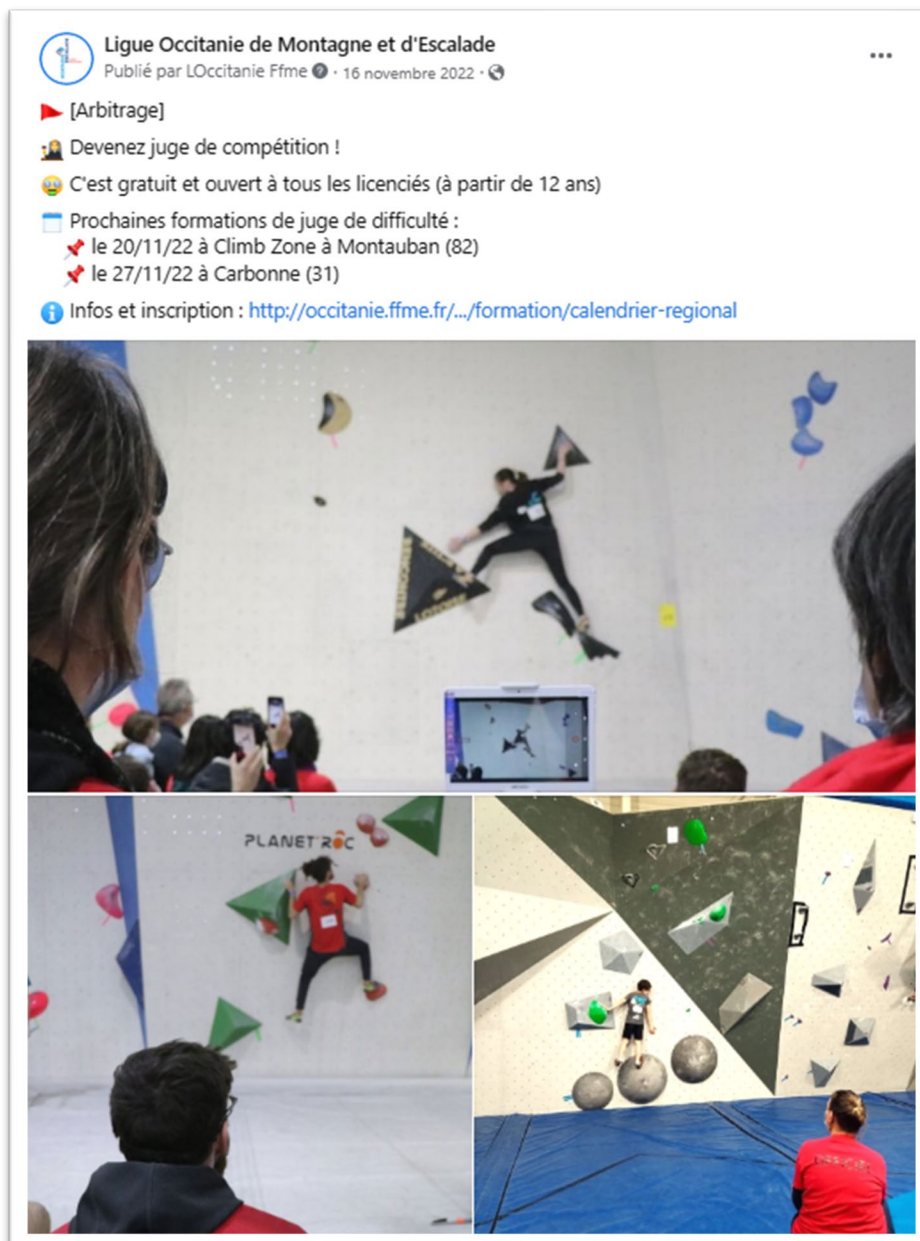 Ligue Occitanie de Montagne et d'Escalade
Publié par LOccitanie Ffme · 16 novembre 2022 ·
[Arbitrage]
Devenez juge de compétition !
C'est gratuit et ouvert à tous les licenciés (à partir de 12 ans)
Prochaines formations de juge de difficulté :
le 20/11/22 à Climb Zone à Montauban (82)
le 27/11/22 à Carbonne (31)
Infos et inscription : http://occitanie.ffme.fr/.../formation/calendrier-regional
PLANET ROC
OFFICIEL